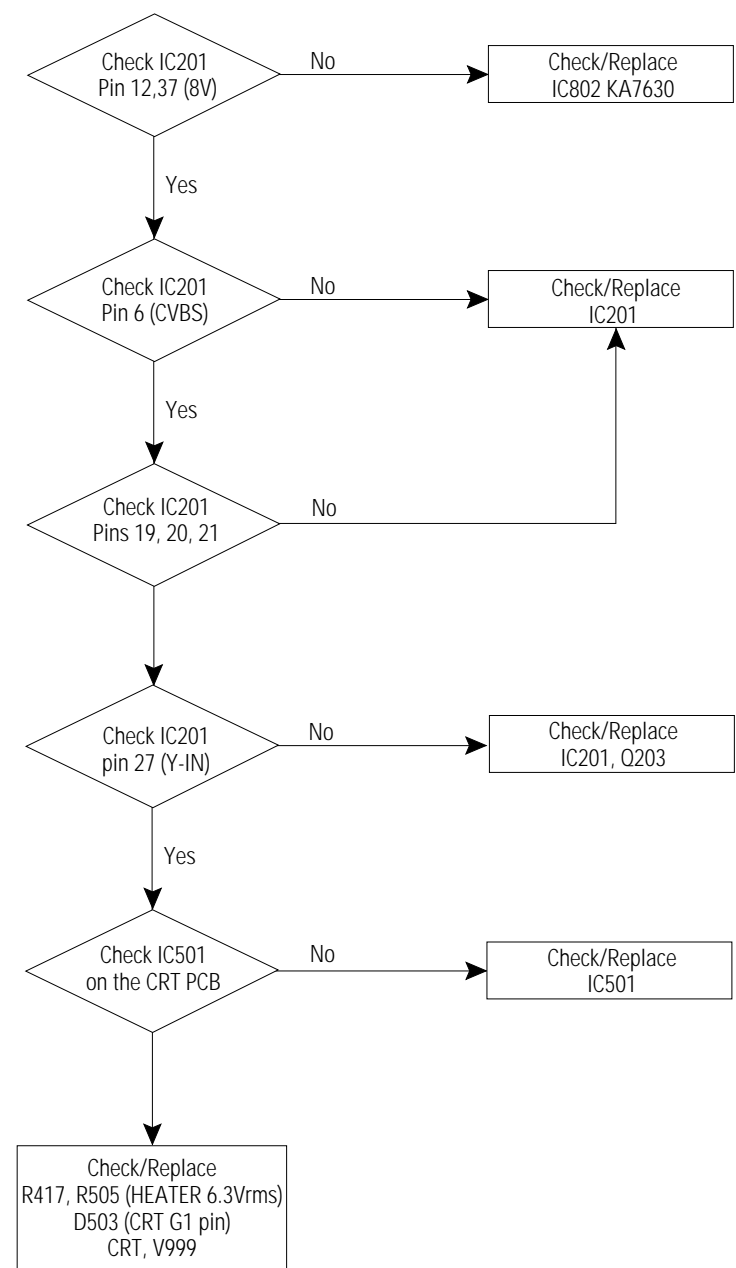 Check IC201
Pin 12,37 (8V)
No
Check/Replace
IC802 KA7630
Yes
Check IC201
Pin 6 (CVBS)
No
Check/Replace
IC201
Yes
Check IC201
Pins 19, 20, 21
No
Check IC201
pin 27 (Y-IN)
No
Check/Replace
IC201, Q203
Yes
Check IC501
on the CRT PCB
No
Check/Replace
IC501
Check/Replace
R417, R505 (HEATER 6.3Vrms)
D503 (CRT G1 pin)
CRT, V999